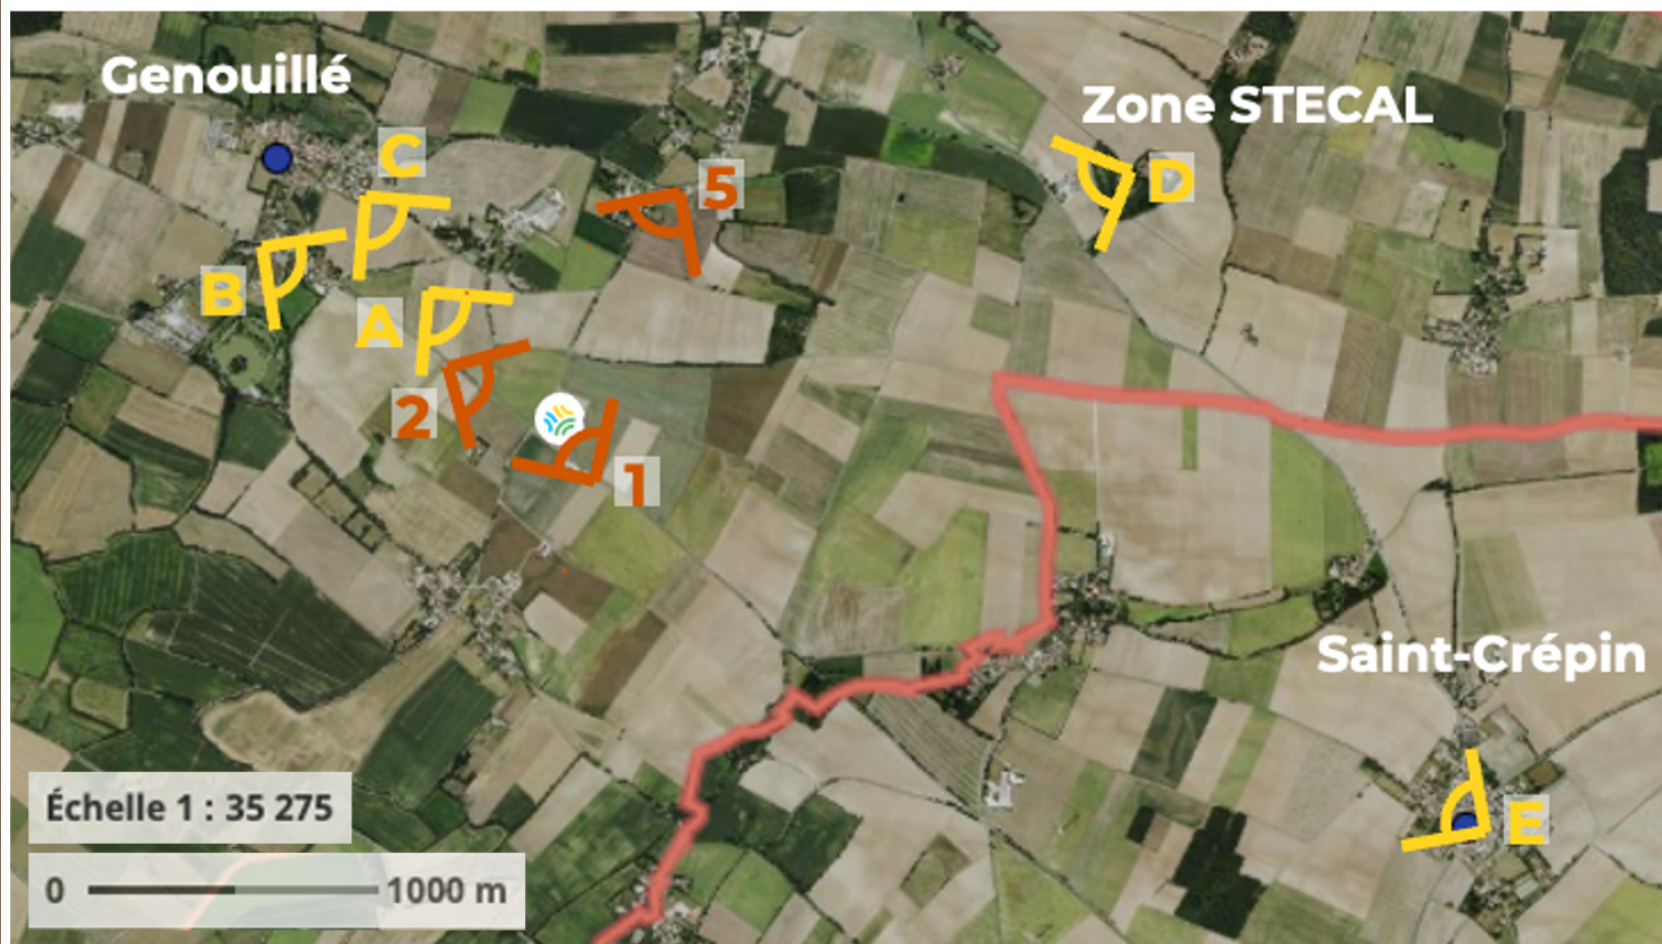 Genouillé
Zone STECAL
C
5
D
B
A
2
1
Saint-Crépin
E
Échelle 1 : 35 275
0 1000 m